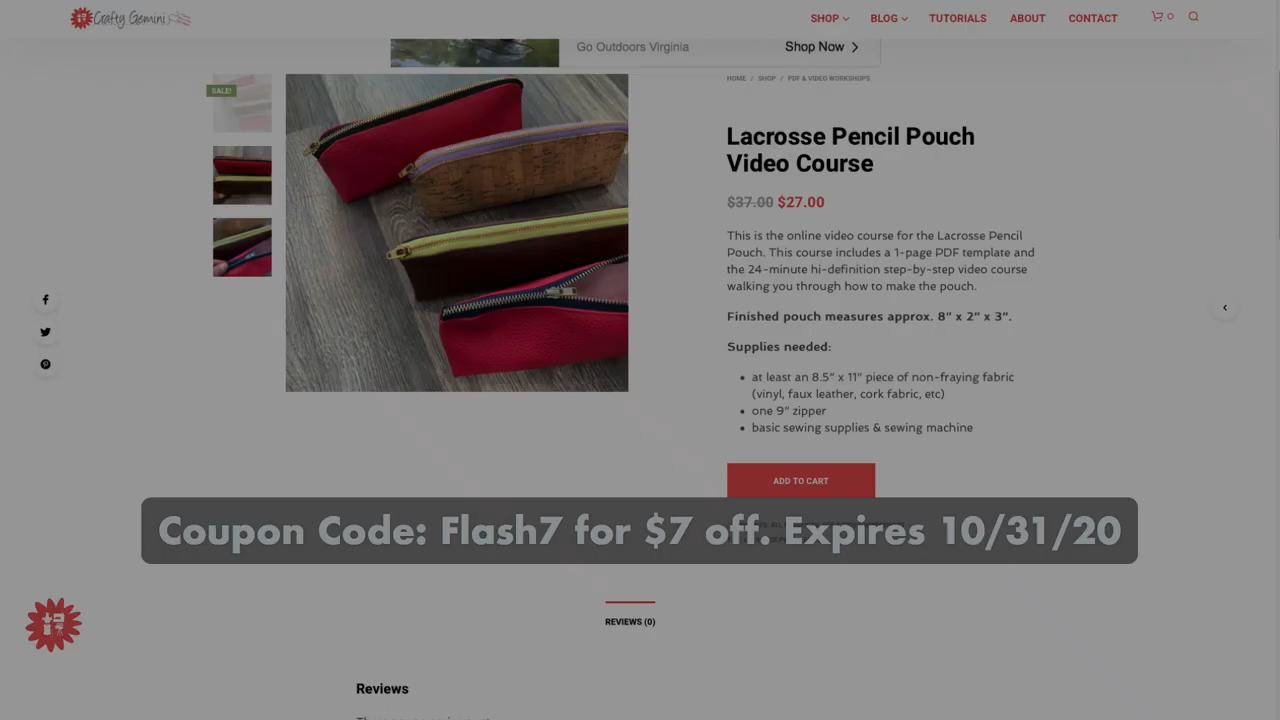 Crafty Gemini
SHOP
BLOG
TUTORIALS
ABOUT
CONTACT
0
Go Outdoors Virginia
Shop Now
SALE!
HOME / SHOP / PDF & VIDEO WORKSHOPS
Lacrosse Pencil Pouch
Video Course
$37.00 $27.00
This is the online video course for the Lacrosse Pencil
Pouch. This course includes a 1-page PDF template and
the 24-minute hi-definition step-by-step video course
walking you through how to make the pouch.
Finished pouch measures approx. 8" x 2" x 3".
Supplies needed:
• at least an 8.5" x 11" piece of non-fraying fabric
(vinyl, faux leather, cork fabric, etc)
• one 9" zipper
• basic sewing supplies & sewing machine
ADD TO CART
Coupon Code: Flash7 for $7 off. Expires 10/31/20
REVIEWS (0)
Reviews